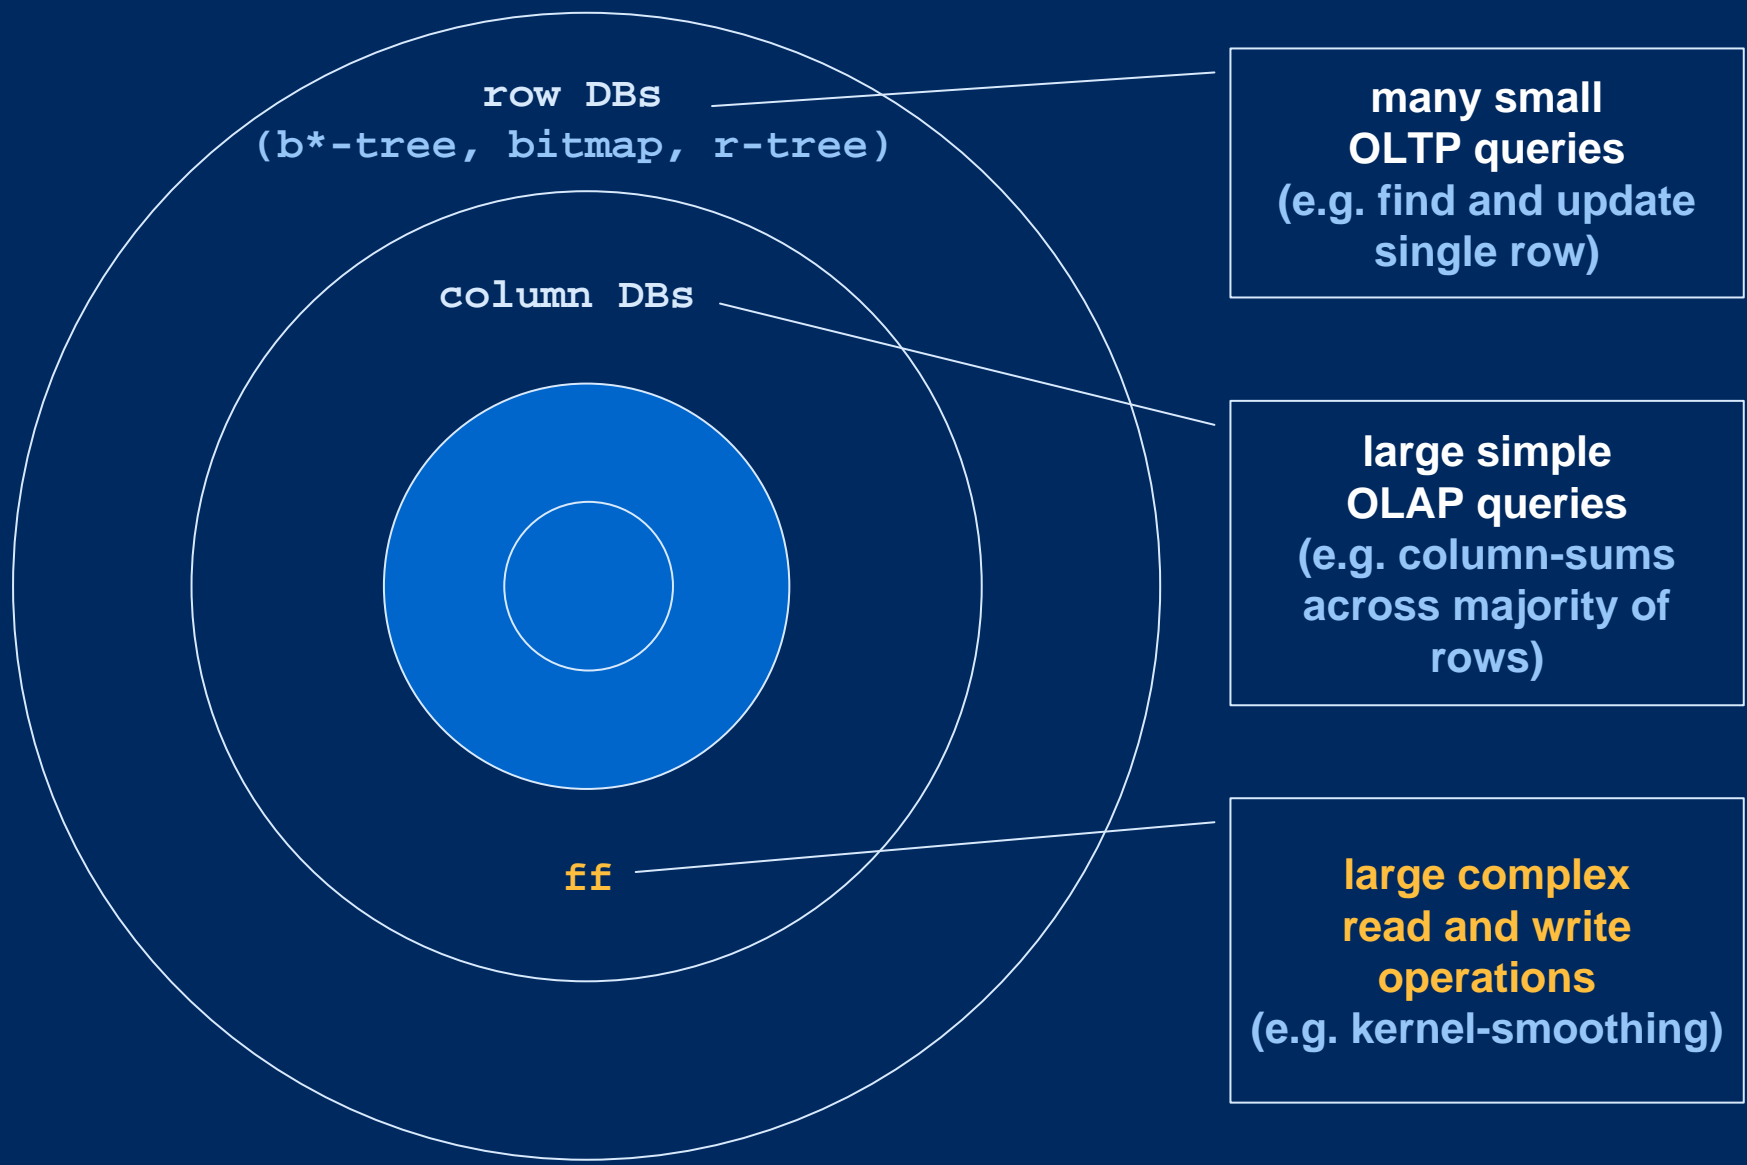 row DBs
(b*-tree, bitmap, r-tree)
column DBs
ff
many small
OLTP queries
(e.g. find and update
single row)
large simple
OLAP queries
(e.g. column-sums
across majority of
rows)
large complex
read and write
operations
(e.g. kernel-smoothing)